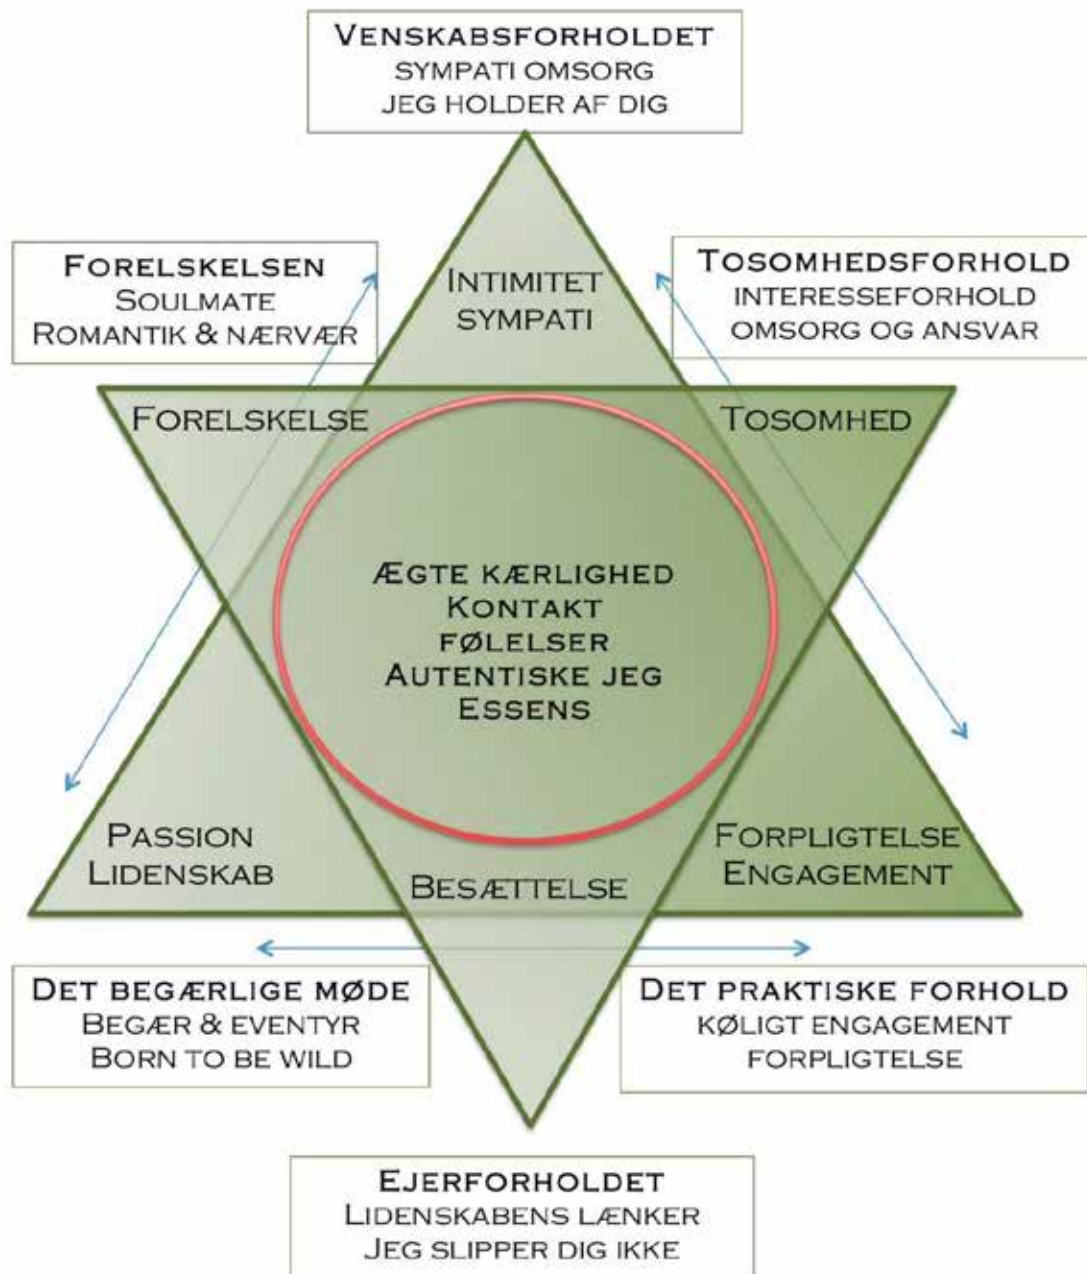 VENSKABSFORHOLDET
SYMPATI OMSORG
JEG HOLDER AF DIG
FORELSKELSEN
SOULMATE
ROMANTIK & NÆRVÆR
TOSOMHEDSFORHOLD
INTERESSEFORHOLD
OMSORG OG ANSVAR
INTIMITET
SYMPATI
FORELSKELSE
TOSOMHED
ÆGTE KÆRLIGHED
KONTAKT
FØLELSER
AUTENTISKE JEG
ESSENS
PASSION
LIDENSKAB
BESÆTTELSE
FORPLIGTELSE
ENGAGEMENT
DET BEGÆRLIGE MØDE
BEGÆR & EVENTYR
BORN TO BE WILD
DET PRAKTISKE FORHOLD
KØLIGT ENGAGEMENT
FORPLIGTELSE
EJERFORHOLDET
LIDENSKABENS LÆNKER
JEG SLIPPER DIG IKKE